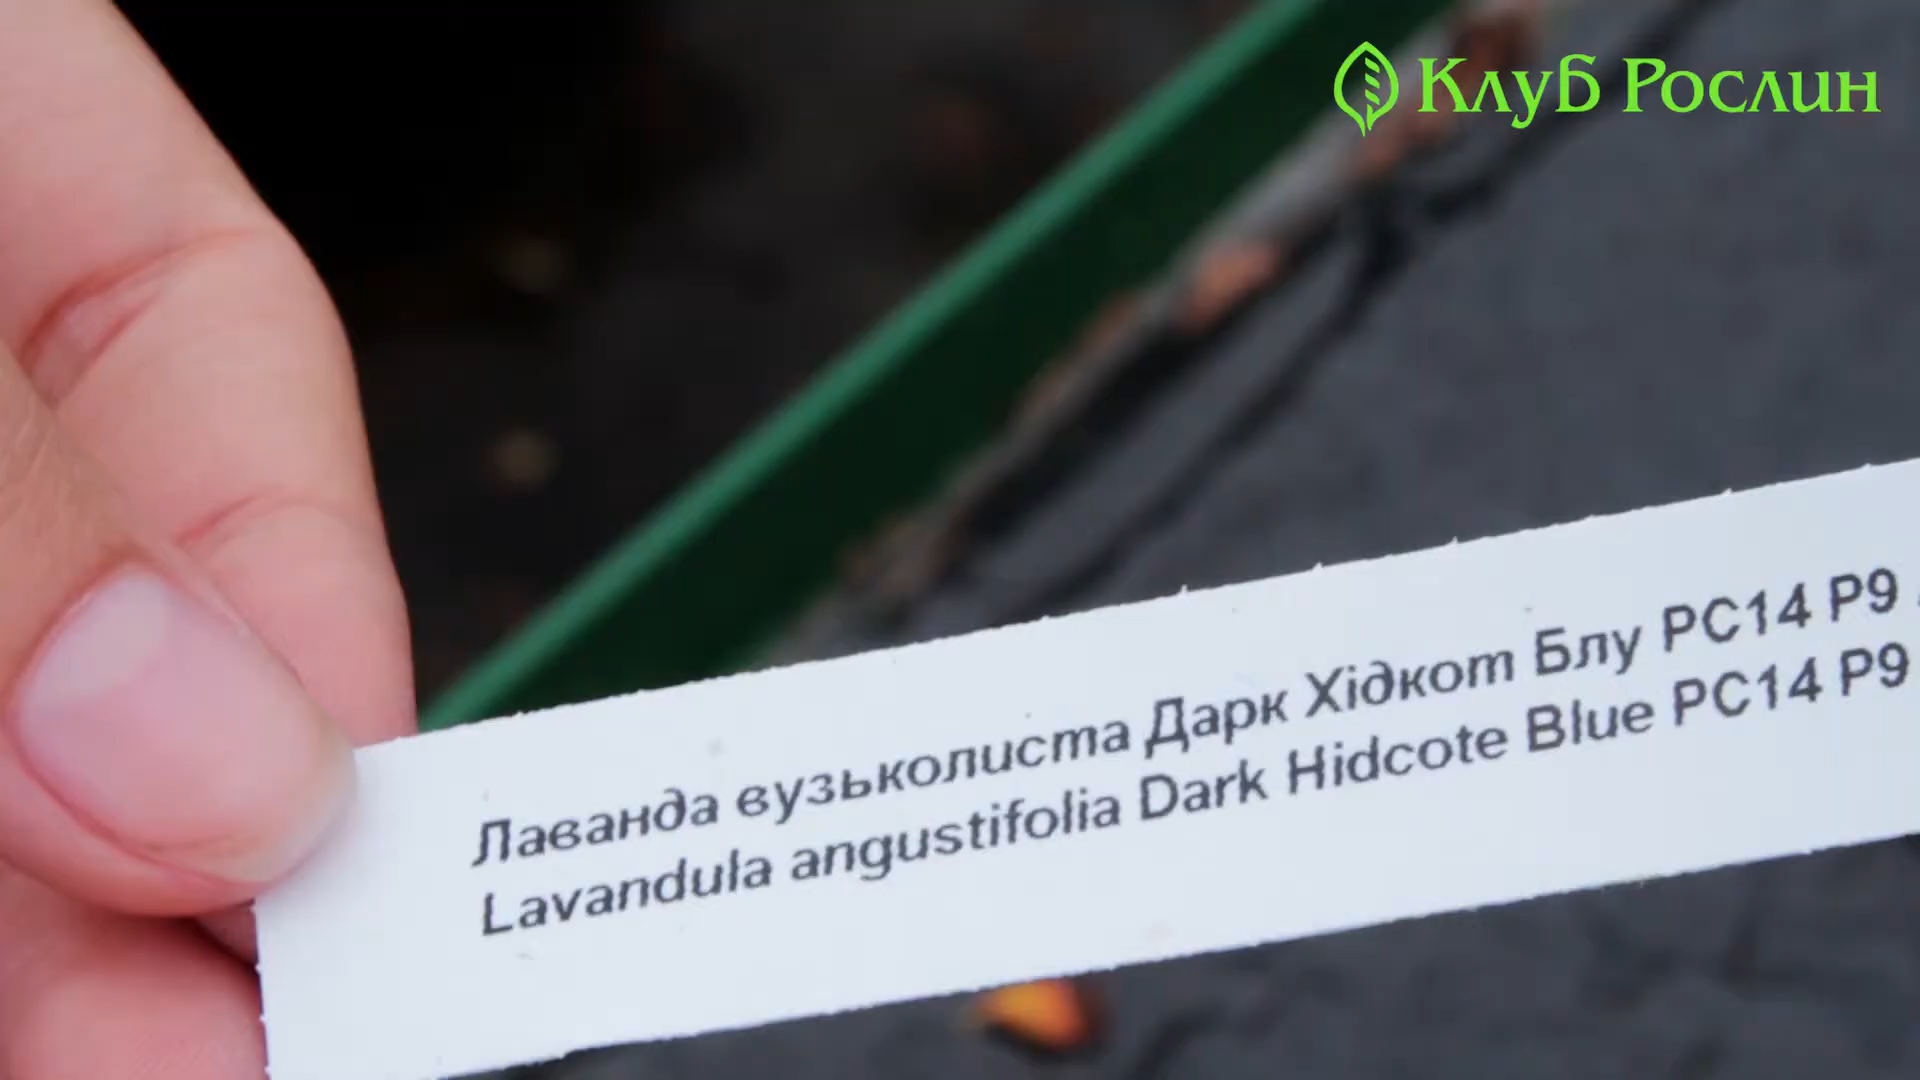 Клуб Рослин
Лаванда вузьколиста Дарк Хідкот Блу РС14 Р9
Lavandula angustifolia Dark Hidcote Blue PC14 P9